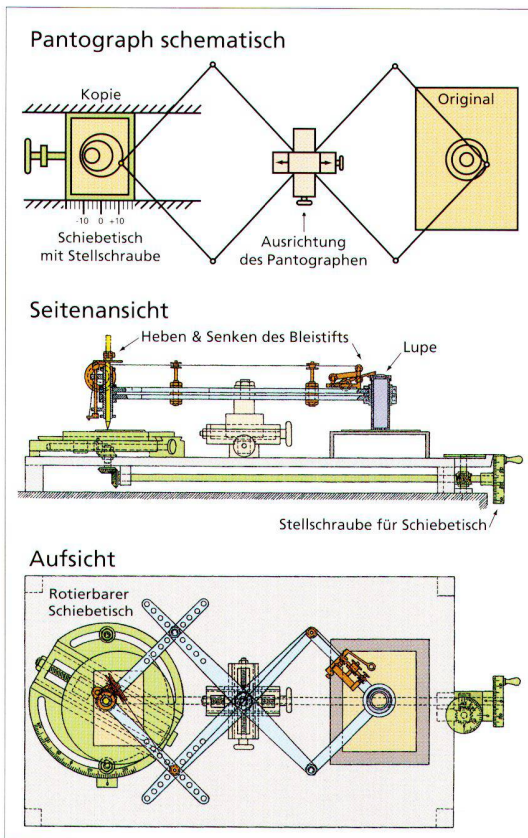 Pantograph schematisch
Kopie
Original
-10 0 +10
Schiebetisch
mit Stellschraube
Ausrichtung
des Pantographen
Seitenansicht
Heben & Senken des Bleistifts
Lupe
Stellschraube für Schiebetisch
Aufsicht
Rotierbarer
Schiebetisch